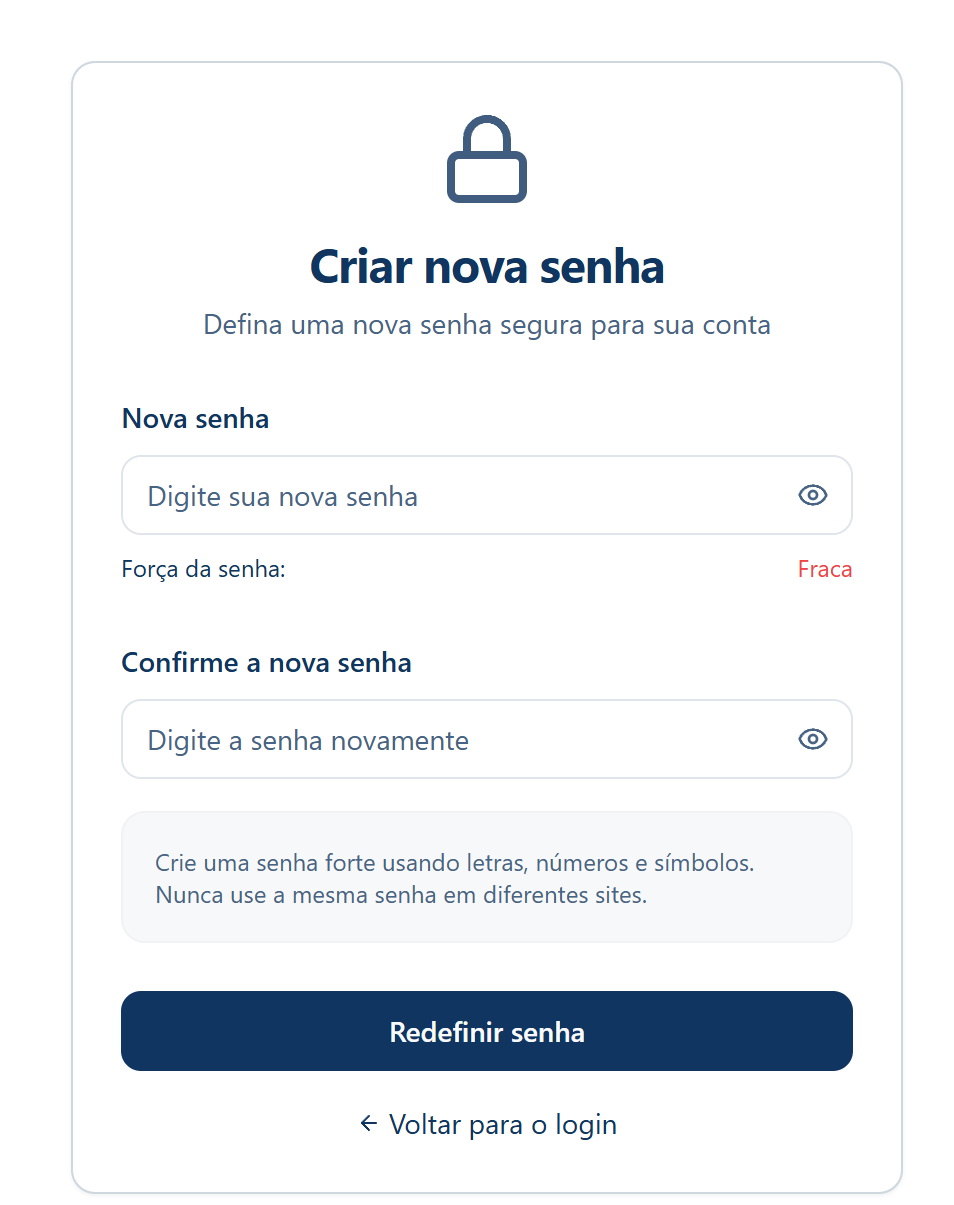 Criar nova senha
Defina uma nova senha segura para sua conta
Nova senha
Digite sua nova senha
Força da senha: Fraca
Confirme a nova senha
Digite a senha novamente
Crie uma senha forte usando letras, números e símbolos.
Nunca use a mesma senha em diferentes sites.
Redefinir senha
← Voltar para o login